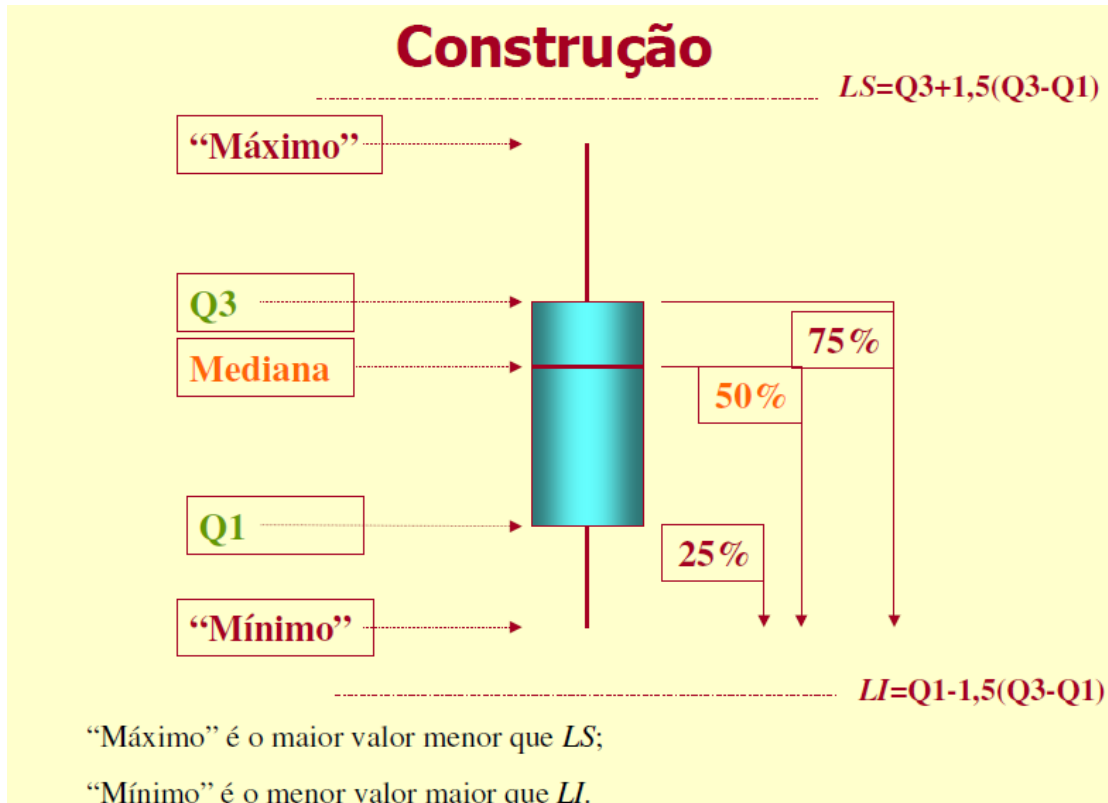 Construção
LS=Q3+1,5(Q3-Q1)
“Máximo”
Q3
75%
Mediana
50%
Q1
25%
“Mínimo”
LI=Q1-1,5(Q3-Q1)
“Máximo” é o maior valor menor que LS;
“Mínimo” é o menor valor maior que LI.